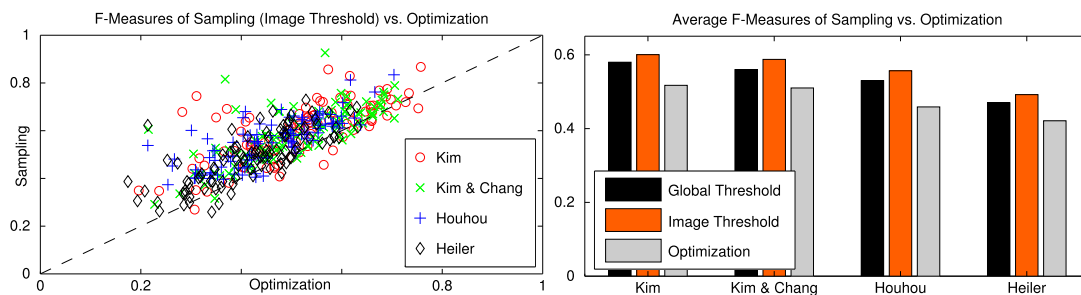 F-Measures of Sampling (Image Threshold) vs. Optimization
1
0.8
0.6
0.4
0.2
0
Sampling
0
0.2
0.4
0.6
0.8
1
Optimization
Kim
Kim & Chang
Houhou
Heiler
Average F-Measures of Sampling vs. Optimization
0.6
0.4
0.2
0
Global Threshold
Image Threshold
Optimization
Kim
Kim & Chang
Houhou
Heiler